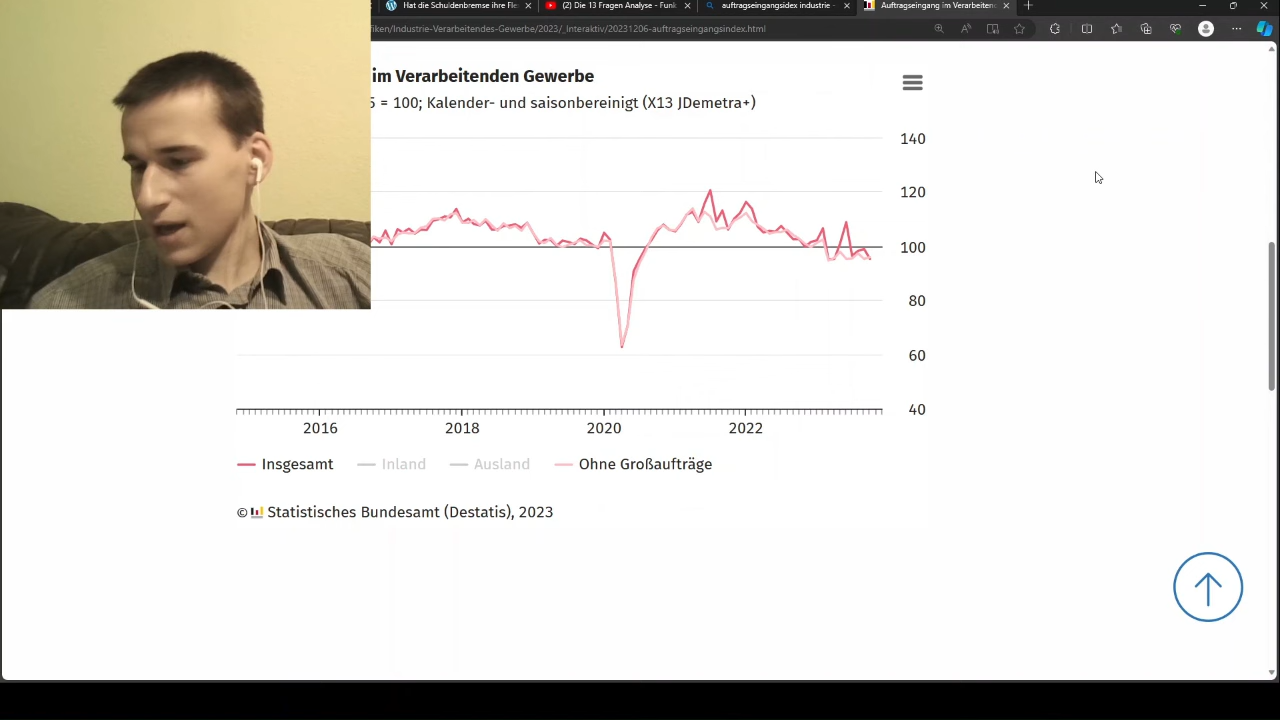 Hat die Schuldenbremse ihre Fle
(2) Die 13 Fragen Analyse - Funk
auftragseingangsidex industrie -
Auftragseingang im Verarbeiten
fiken/Industrie-Verarbeitendes-Gewerbe/2023/_Interaktiv/20231206-auftragseingangsindex.html
im Verarbeitenden Gewerbe
5 = 100; Kalender- und saisonbereinigt (X13 JDemetra+)
140
120
100
80
60
40
2016 2018 2020 2022
Insgesamt Inland Ausland Ohne Großaufträge
© Statistisches Bundesamt (Destatis), 2023